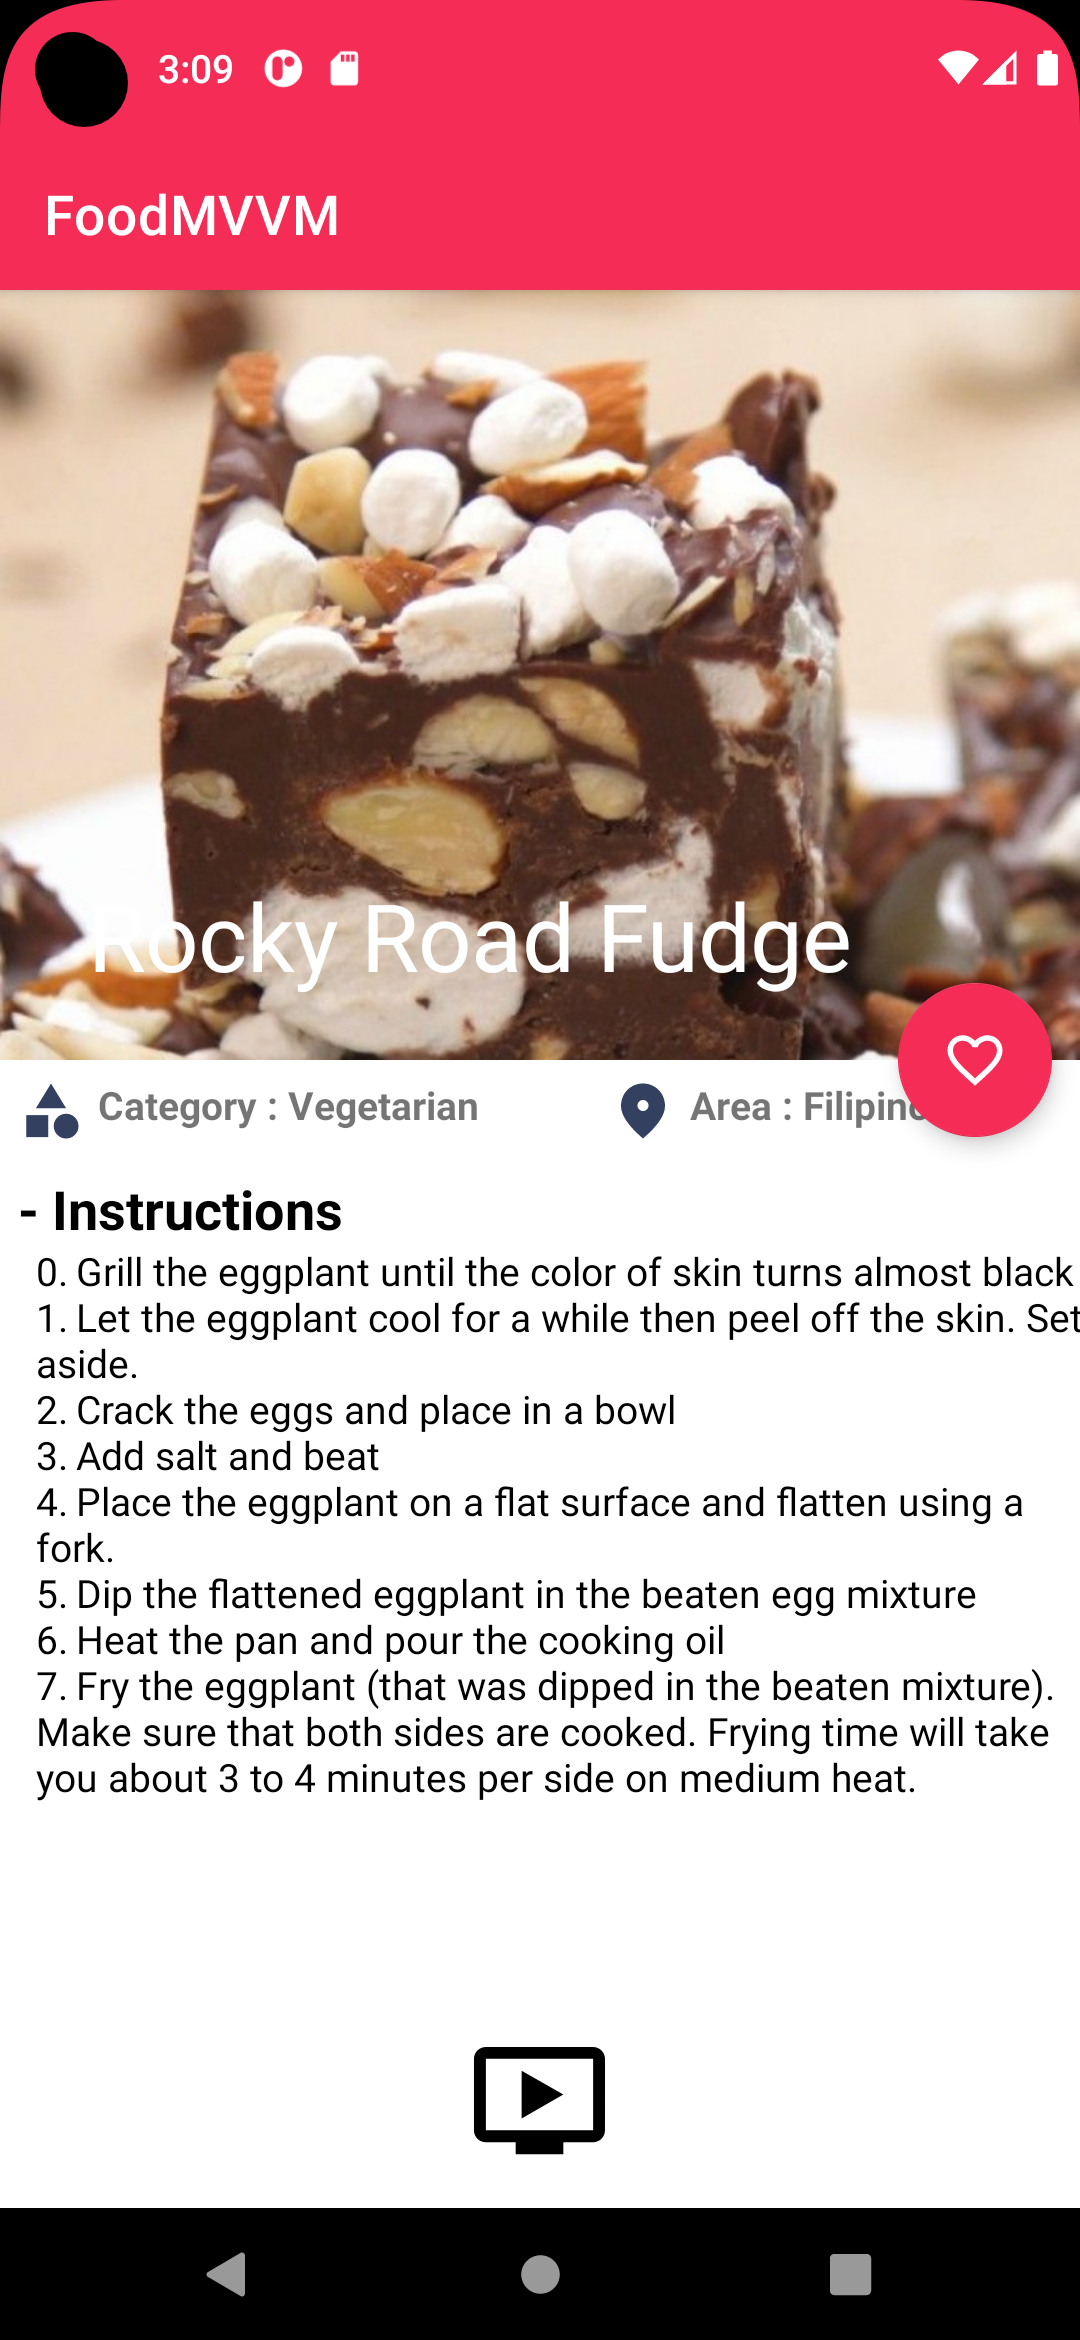 3:09
FoodMVVM
Rocky Road Fudge
Category : Vegetarian
Area : Filipino
- Instructions
0. Grill the eggplant until the color of skin turns almost black
1. Let the eggplant cool for a while then peel off the skin. Set
aside.
2. Crack the eggs and place in a bowl
3. Add salt and beat
4. Place the eggplant on a flat surface and flatten using a
fork.
5. Dip the flattened eggplant in the beaten egg mixture
6. Heat the pan and pour the cooking oil
7. Fry the eggplant (that was dipped in the beaten mixture).
Make sure that both sides are cooked. Frying time will take
you about 3 to 4 minutes per side on medium heat.